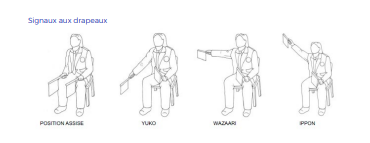 Signaux aux drapeaux
POSITION ASSISE
YUKO
WAZAARI
IPPON